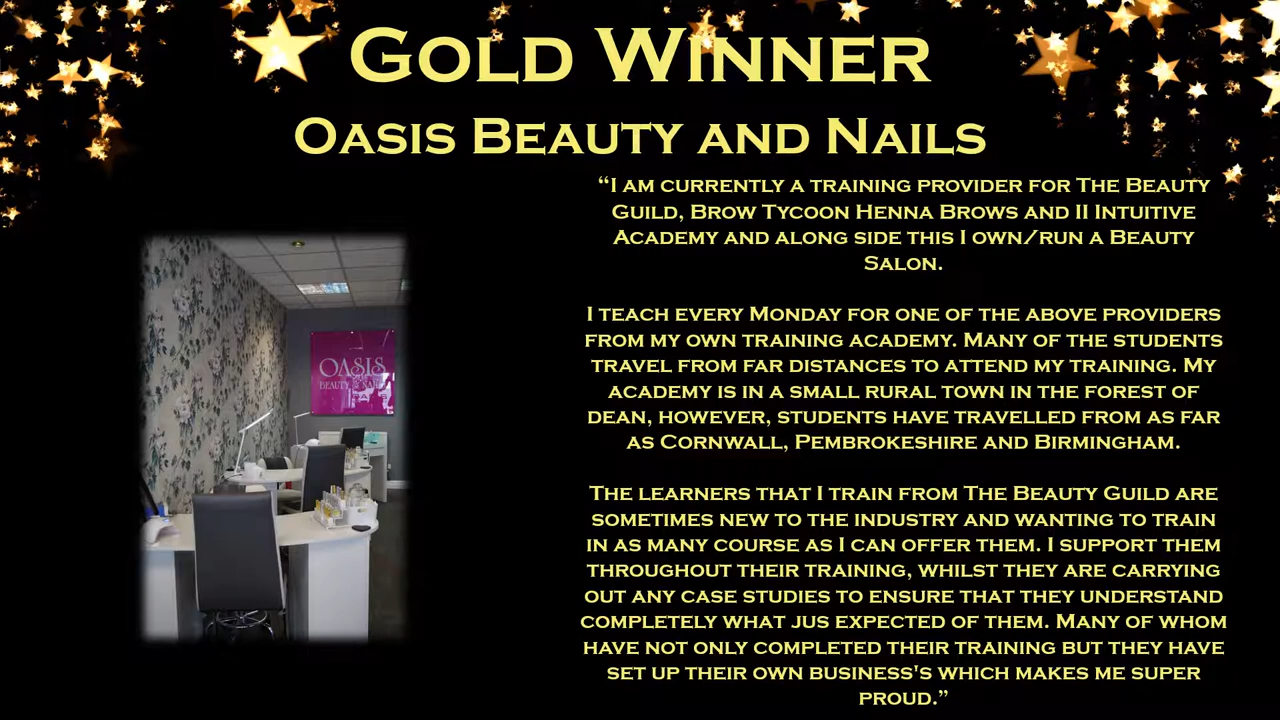 Gold Winner
Oasis Beauty and Nails
“I am currently a training provider for The Beauty
Guild, Brow Tycoon Henna Brows and II Intuitive
Academy and along side this I own/run a Beauty
Salon.
I teach every Monday for one of the above providers
from my own training academy. Many of the students
travel from far distances to attend my training. My
academy is in a small rural town in the forest of
Dean, however, students have travelled from as far
as Cornwall, Pembrokeshire and Birmingham.
The learners that I train from The Beauty Guild are
sometimes new to the industry and wanting to train
in as many course as I can offer them. I support them
throughout their training, whilst they are carrying
out any case studies to ensure that they understand
completely what jus expected of them. Many of whom
have not only completed their training but they have
set up their own business's which makes me super
proud.”
OASIS
BEAUTY & NAILS